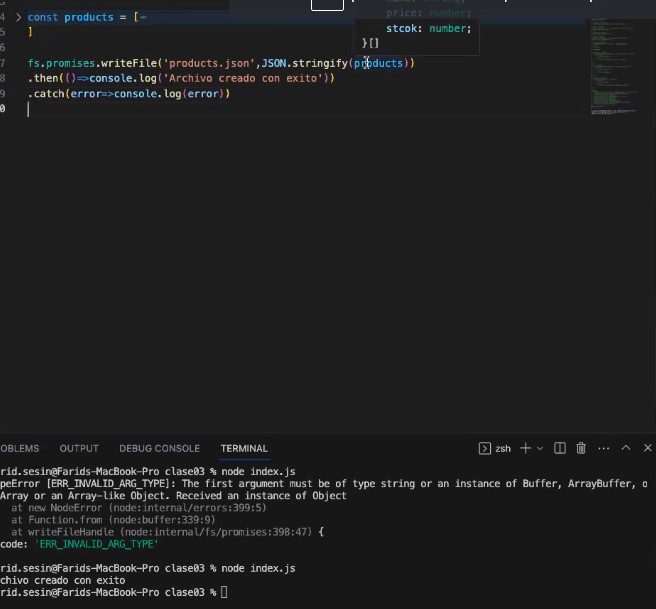 price: number;
stcok: number;
}[]
4 > const products = [⋯
5 ]
6
7 fs.promises.writeFile('products.json',JSON.stringify(products))
8 .then(()=>console.log('Archivo creado con exito'))
9 .catch(error=>console.log(error))
0
OBLEMS OUTPUT DEBUG CONSOLE TERMINAL zsh
rid.sesin@Farids-MacBook-Pro clase03 % node index.js
peError [ERR_INVALID_ARG_TYPE]: The first argument must be of type string or an instance of Buffer, ArrayBuffer, o
Array or an Array-like Object. Received an instance of Object
at new NodeError (node:internal/errors:399:5)
at Function.from (node:buffer:339:9)
at writeFileHandle (node:internal/fs/promises:398:47) {
code: 'ERR_INVALID_ARG_TYPE'
rid.sesin@Farids-MacBook-Pro clase03 % node index.js
chivo creado con exito
rid.sesin@Farids-MacBook-Pro clase03 %